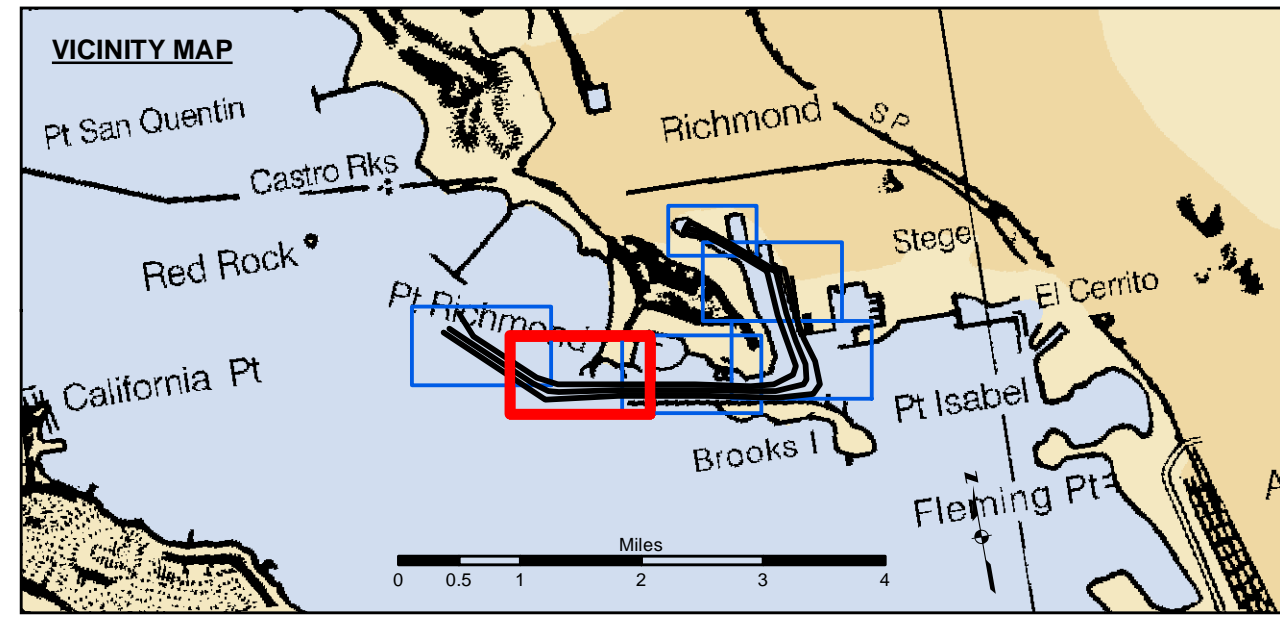 VICINITY MAP
Pt San Quentin
Richmond
S P
Castro Rks
Stege
Red Rock
El Cerrito
Pt Richmond
California Pt
Pt Isabel
Brooks I
Fleming Pt
A
Miles
0 0.5 1 2 3 4